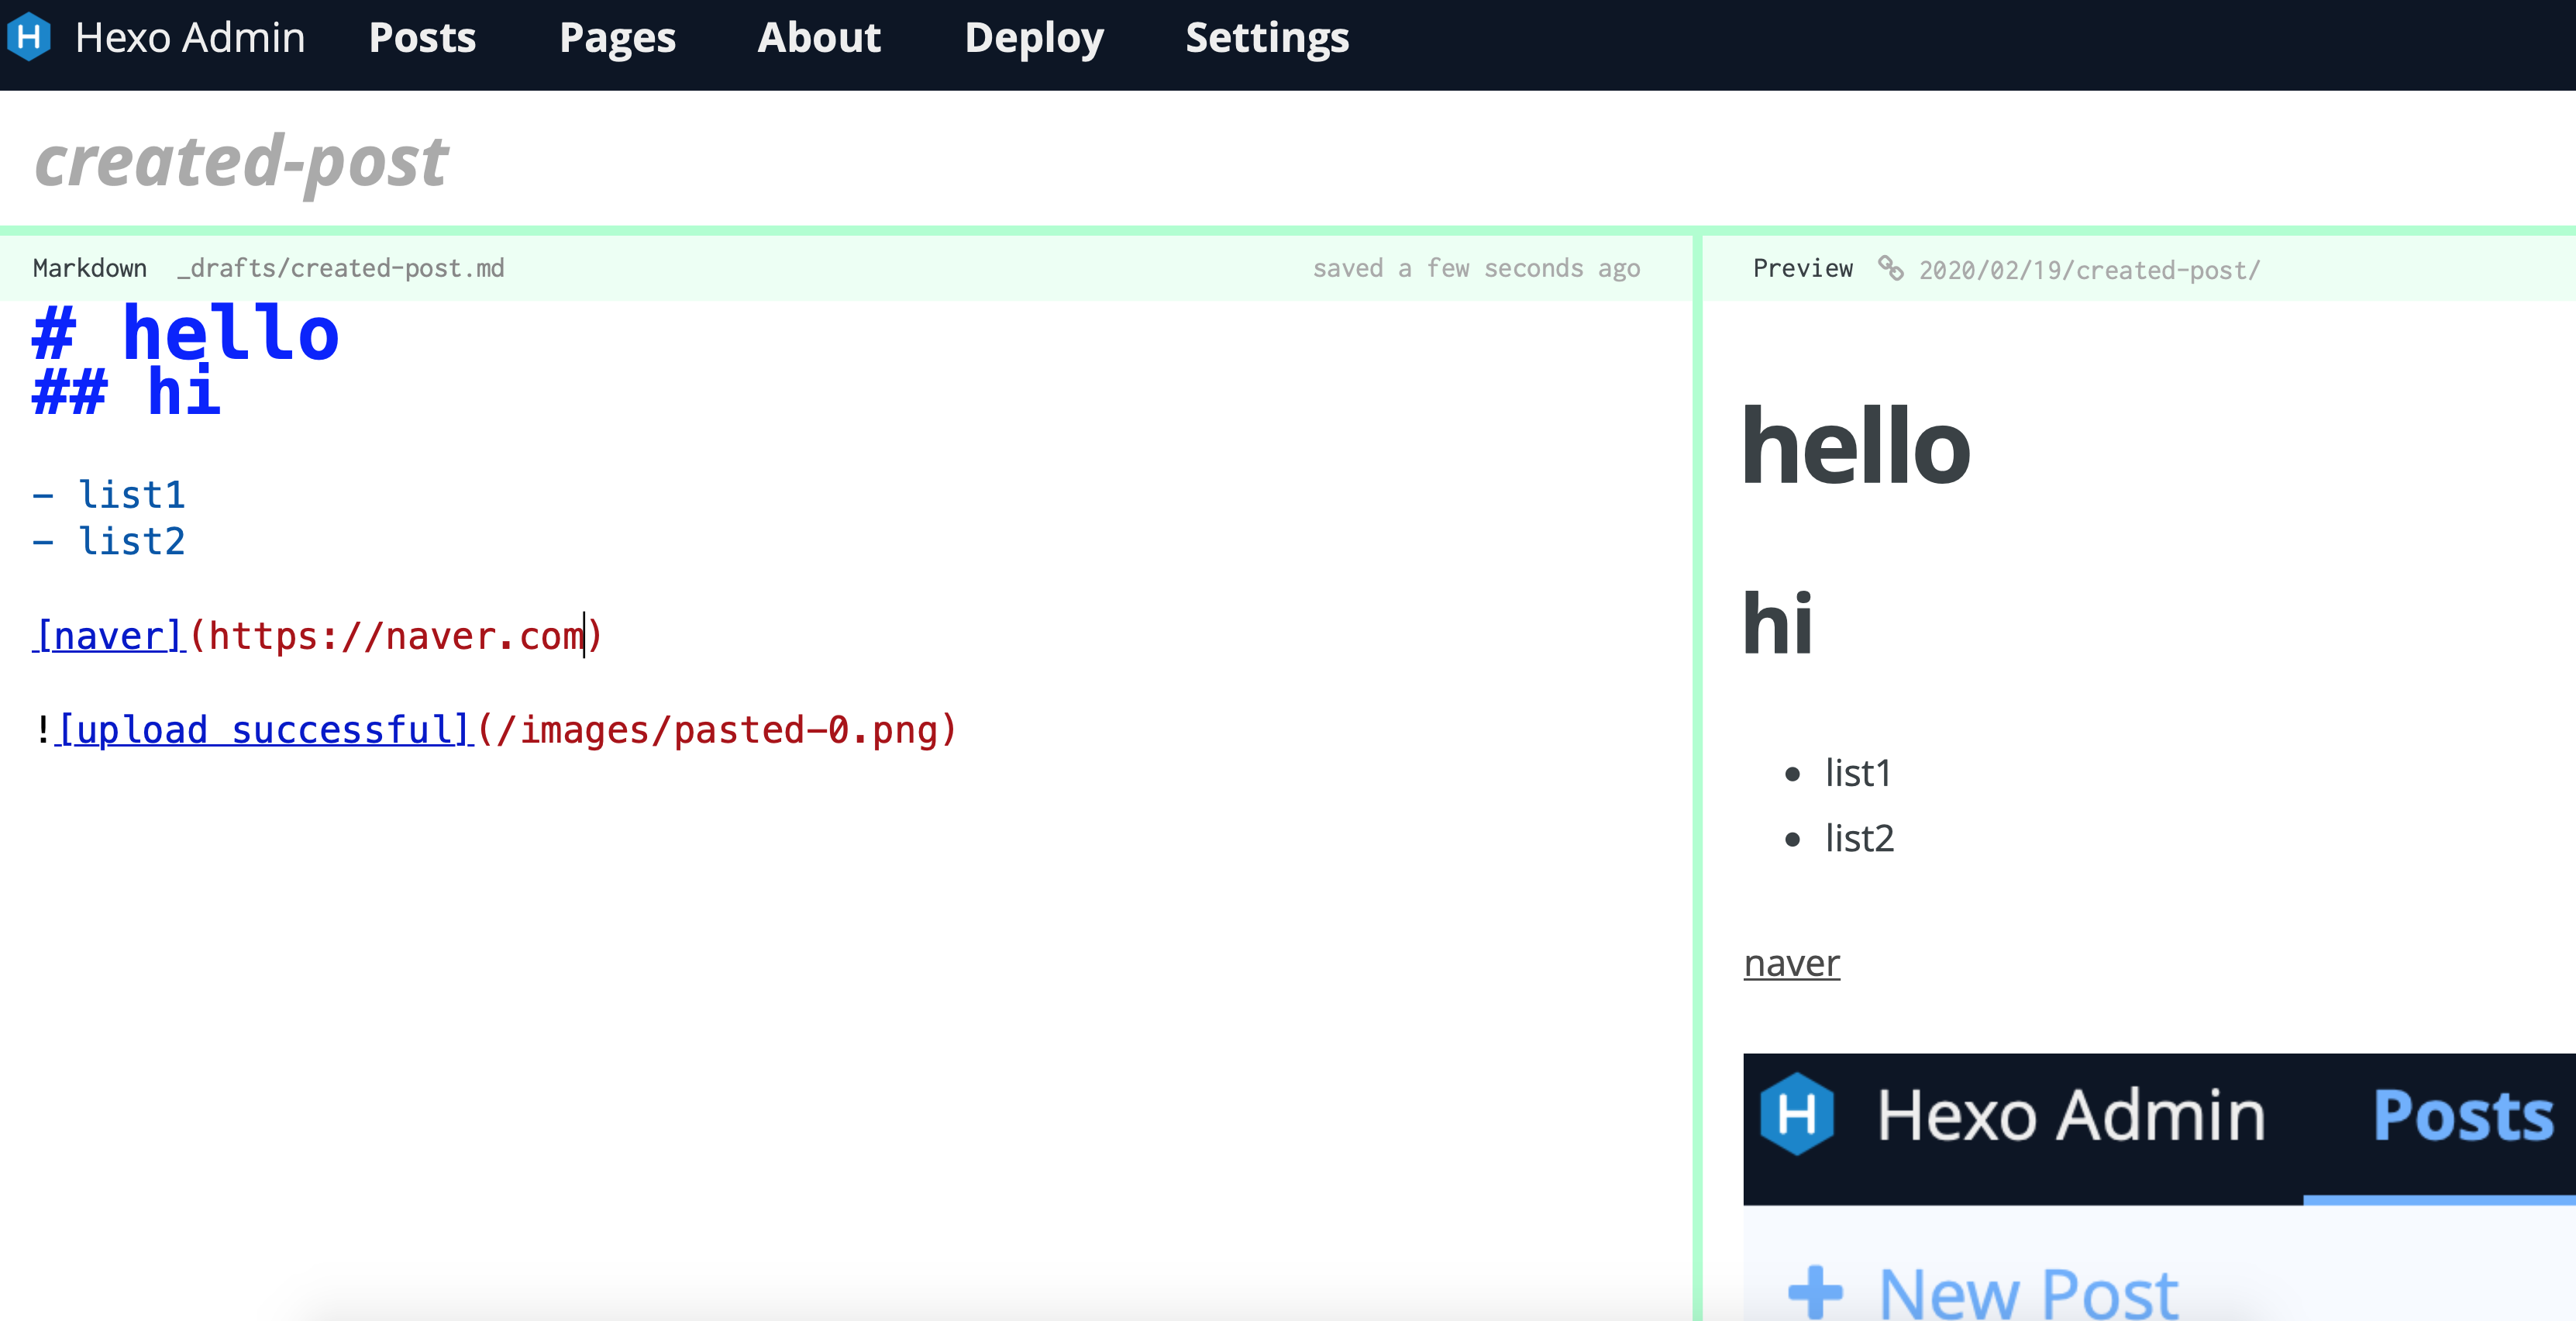 H Hexo Admin Posts Pages About Deploy Settings
created-post
Markdown _drafts/created-post.md saved a few seconds ago
# hello
## hi
- list1
- list2
[naver](https://naver.com)
![upload successful](/images/pasted-0.png)
Preview 2020/02/19/created-post/
hello
hi
• list1
• list2
naver
H Hexo Admin Posts
+ New Post